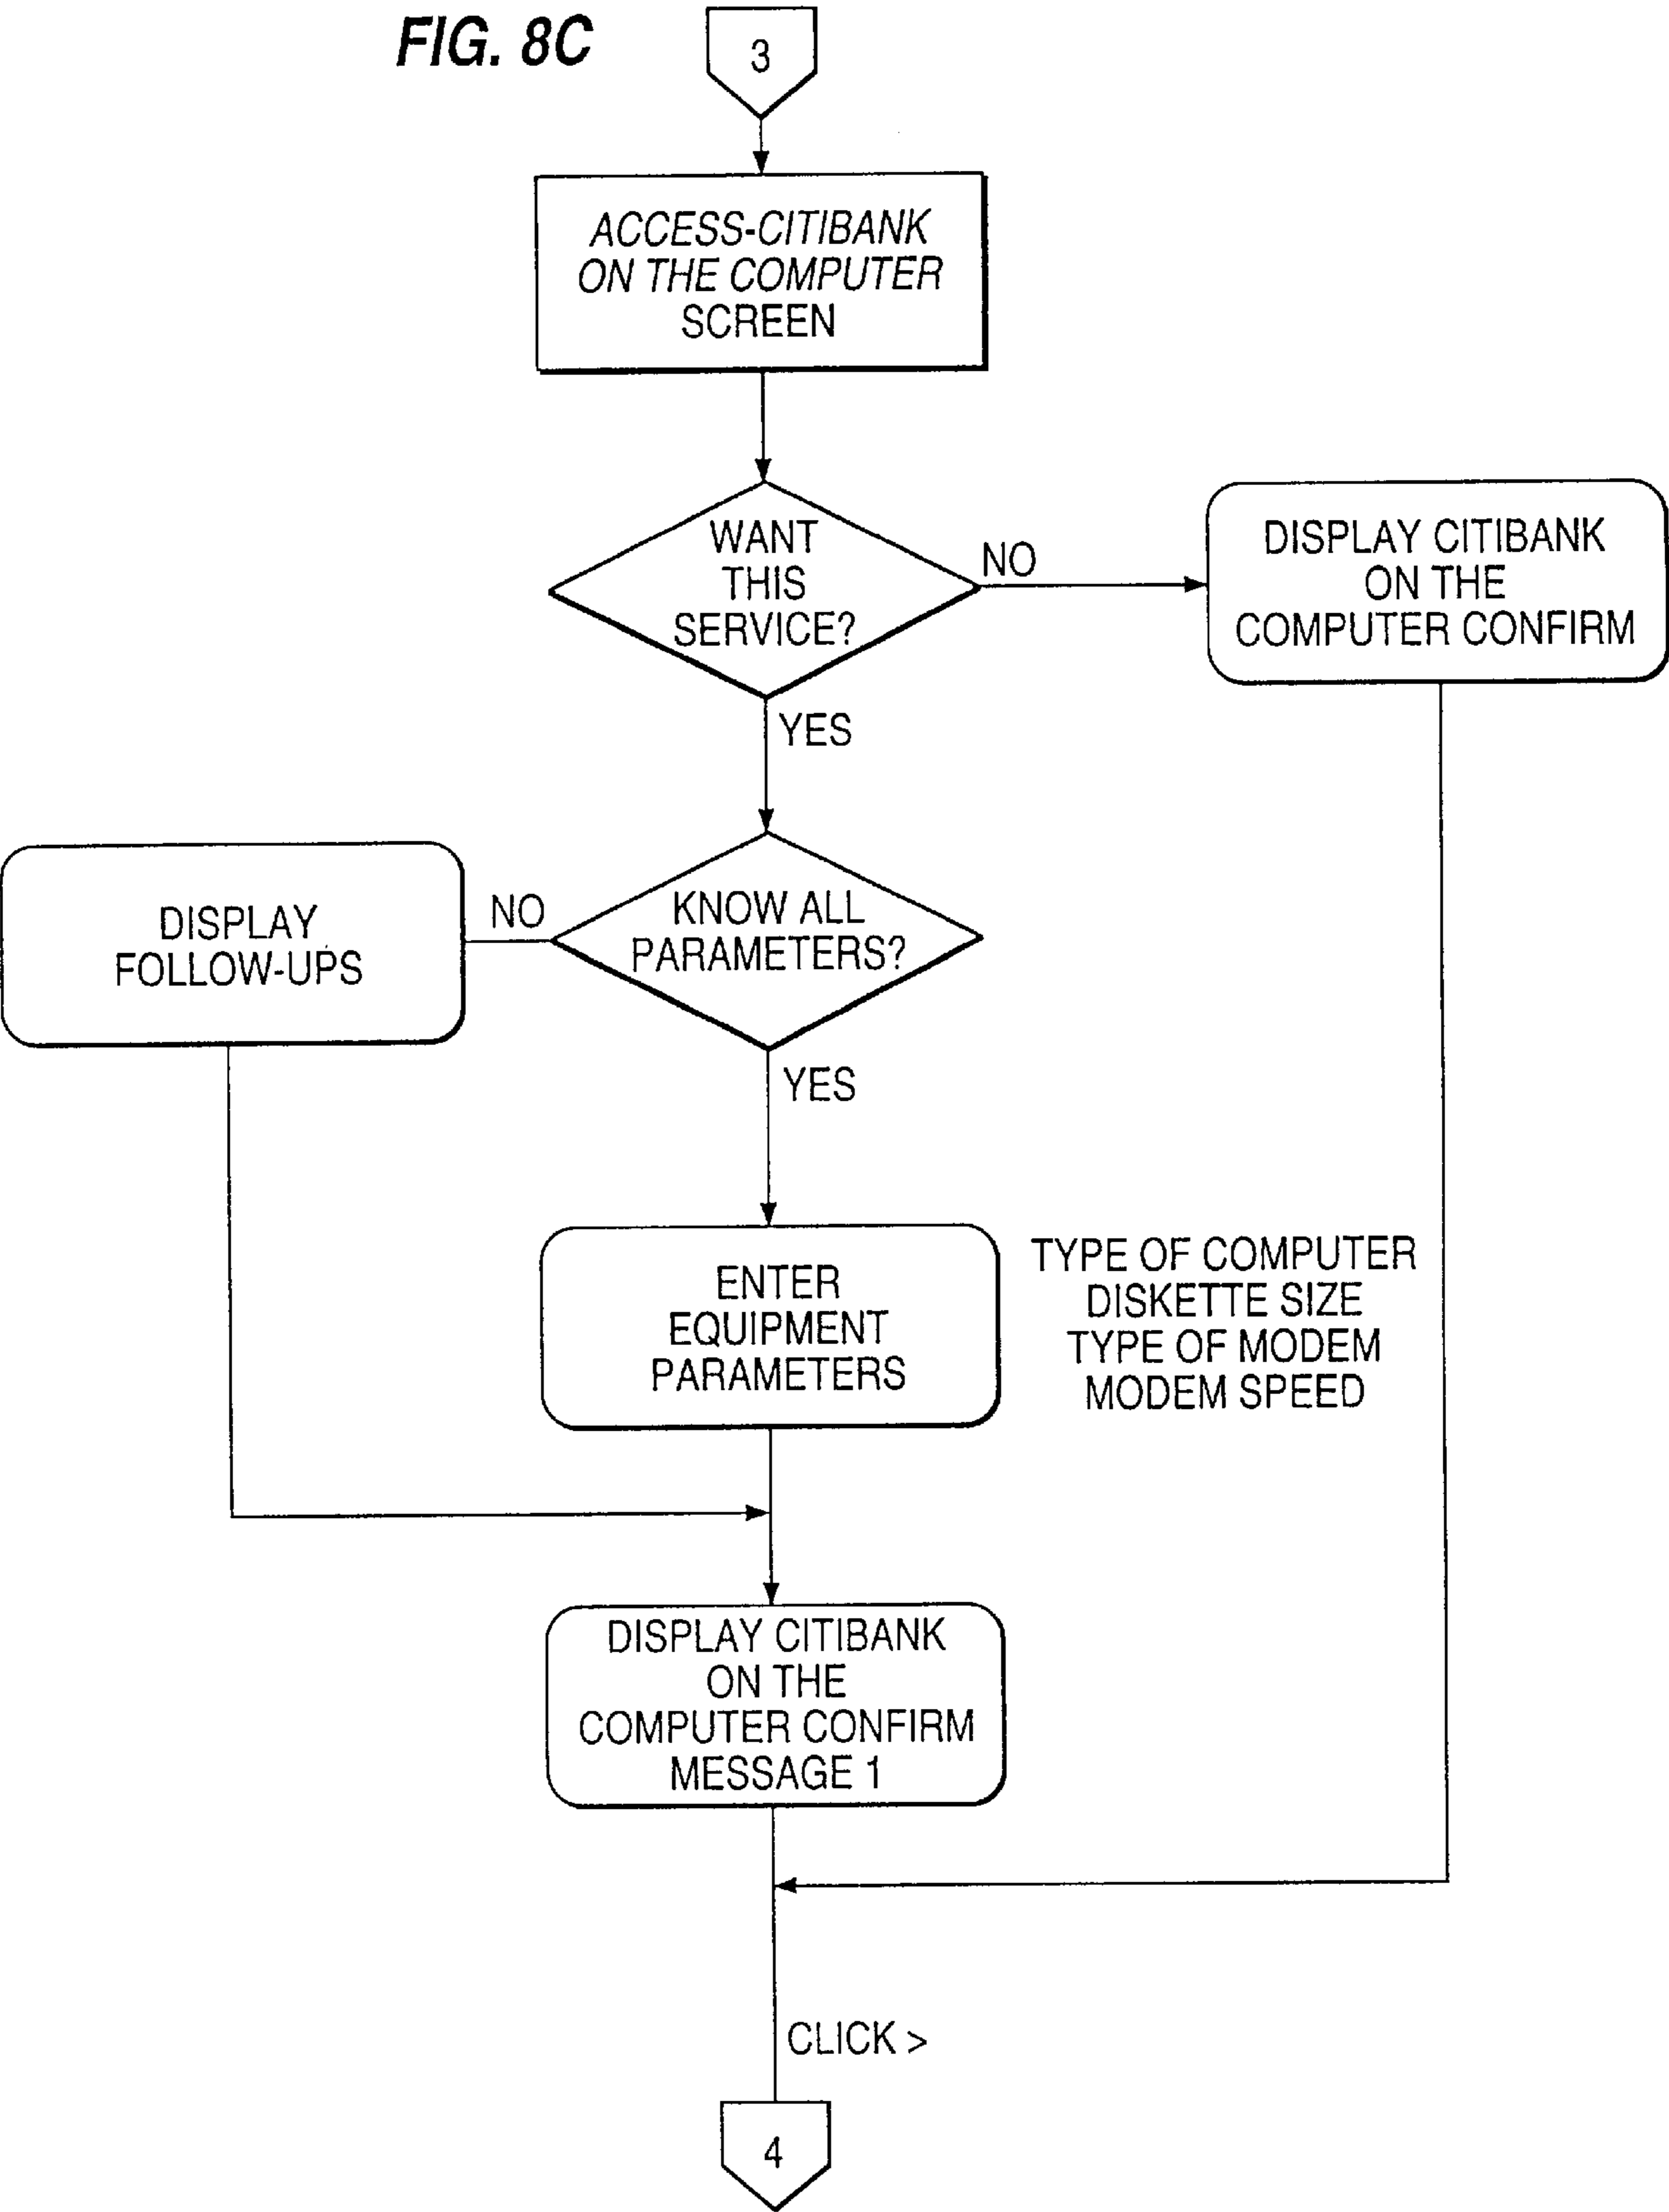 FIG. 8C
3
ACCESS-CITIBANK
ON THE COMPUTER
SCREEN
WANT
THIS
SERVICE?
NO
DISPLAY CITIBANK
ON THE
COMPUTER CONFIRM
YES
KNOW ALL
PARAMETERS?
NO
DISPLAY
FOLLOW-UPS
YES
ENTER
EQUIPMENT
PARAMETERS
TYPE OF COMPUTER
DISKETTE SIZE
TYPE OF MODEM
MODEM SPEED
DISPLAY CITIBANK
ON THE
COMPUTER CONFIRM
MESSAGE 1
CLICK >
4